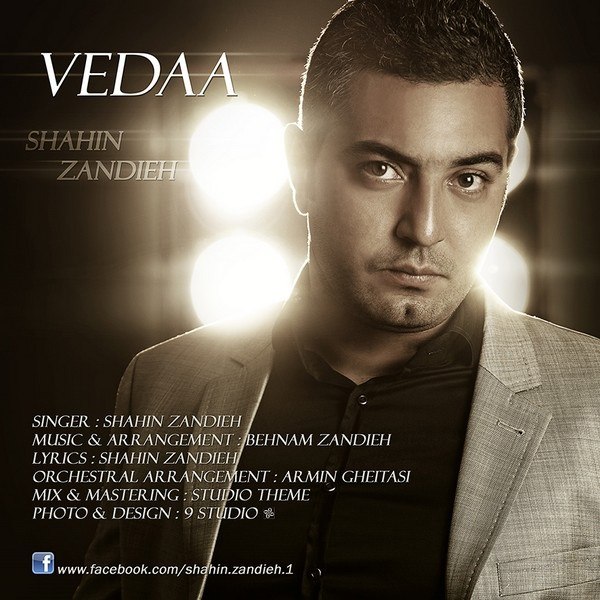 VEDAA
SHAHIN
ZANDIEH
SINGER : SHAHIN ZANDIEH
MUSIC & ARRANGEMENT : BEHNAM ZANDIEH
LYRICS : SHAHIN ZANDIEH
ORCHESTRAL ARRANGEMENT : ARMIN GHEITASI
MIX & MASTERING : STUDIO THEME
PHOTO & DESIGN : 9 STUDIO
f www.facebook.com/shahin.zandieh.1